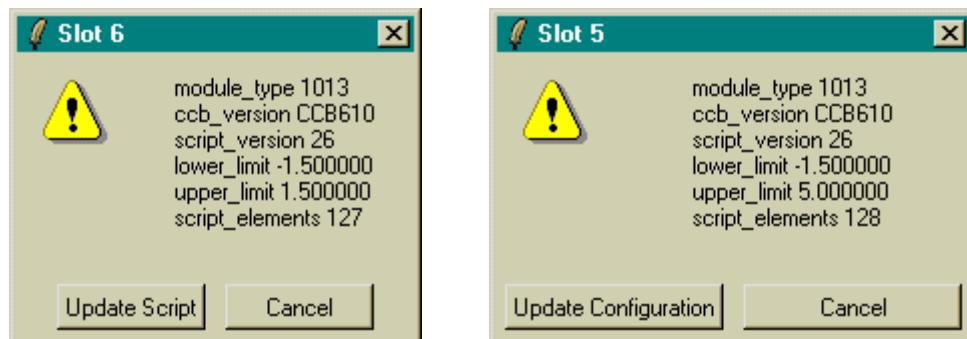 Slot 6
module_type 1013
ccb_version CCB610
script_version 26
lower_limit -1.500000
upper_limit 1.500000
script_elements 127
Update Script
Cancel
Slot 5
module_type 1013
ccb_version CCB610
script_version 26
lower_limit -1.500000
upper_limit 5.000000
script_elements 128
Update Configuration
Cancel